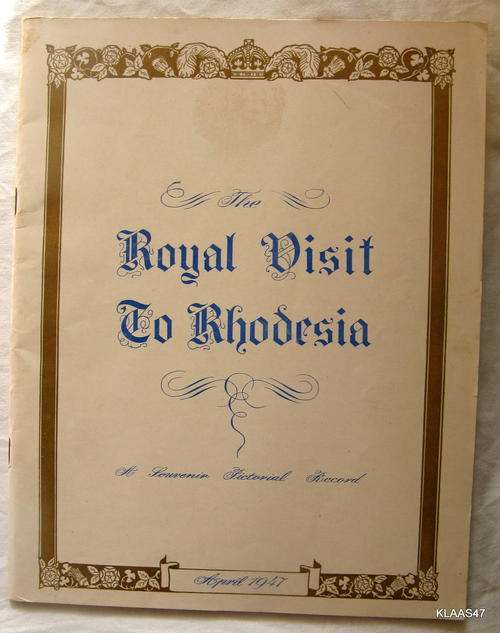 The
Royal Visit
To Rhodesia
A Souvenir Pictorial Record
April 1947
KLAAS47